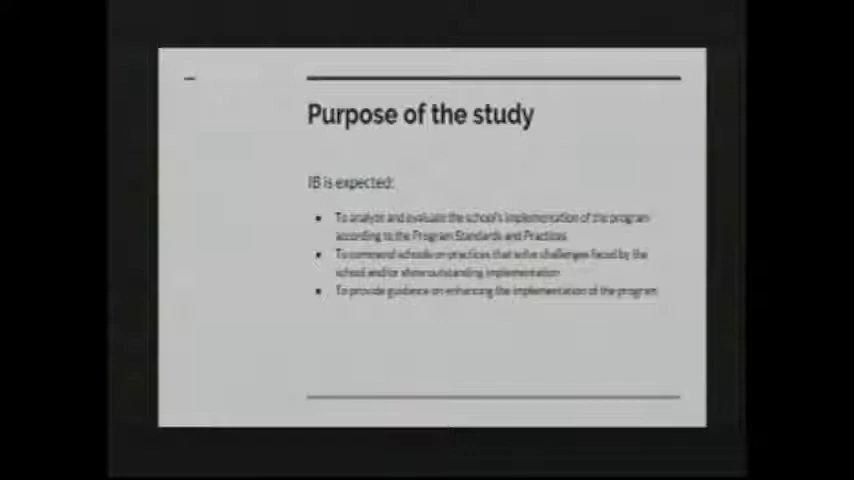 Purpose of the study
IB is expected:
To analyze and evaluate the school's implementation of the program
according to the Program Standards and Practices
To commend schools on practices that solve challenges faced by the
school and/or show outstanding implementation
To provide guidance on enhancing the implementation of the program